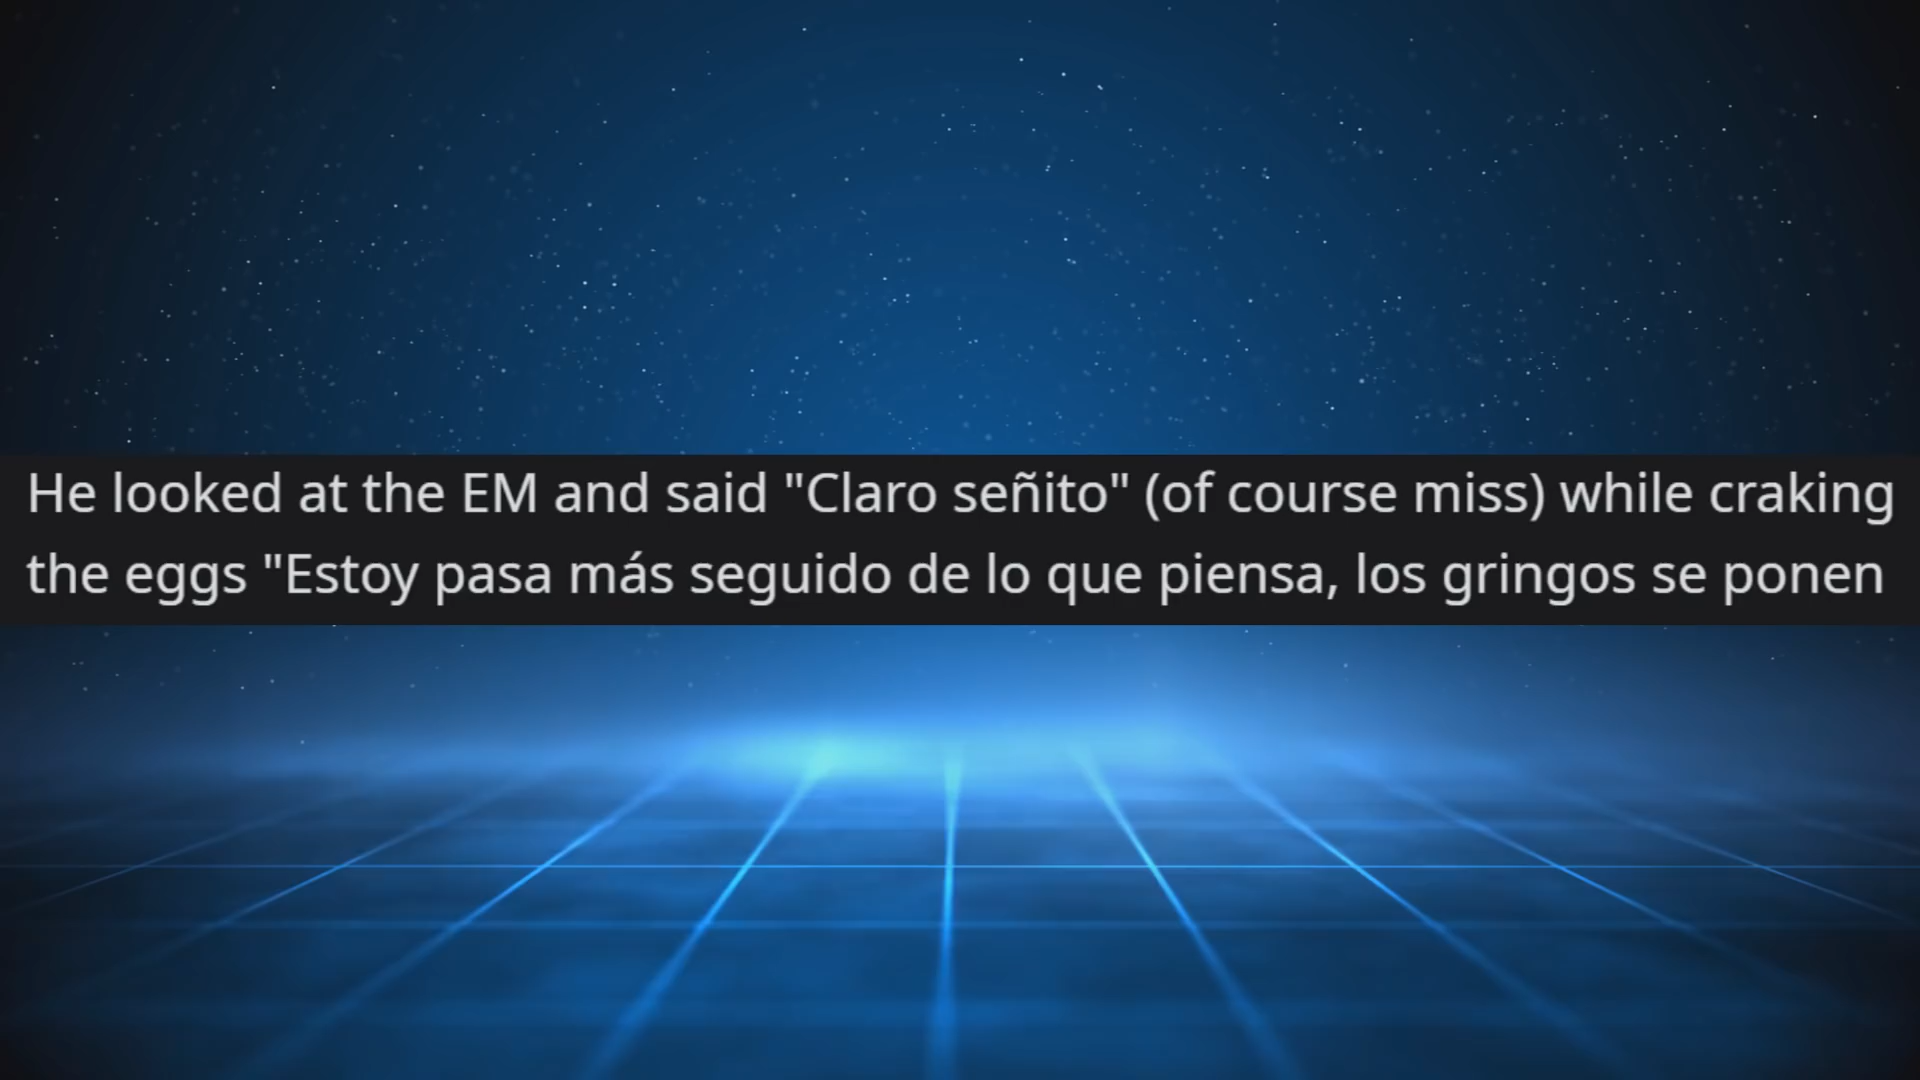 He looked at the EM and said "Claro señito" (of course miss) while craking
the eggs "Estoy pasa más seguido de lo que piensa, los gringos se ponen